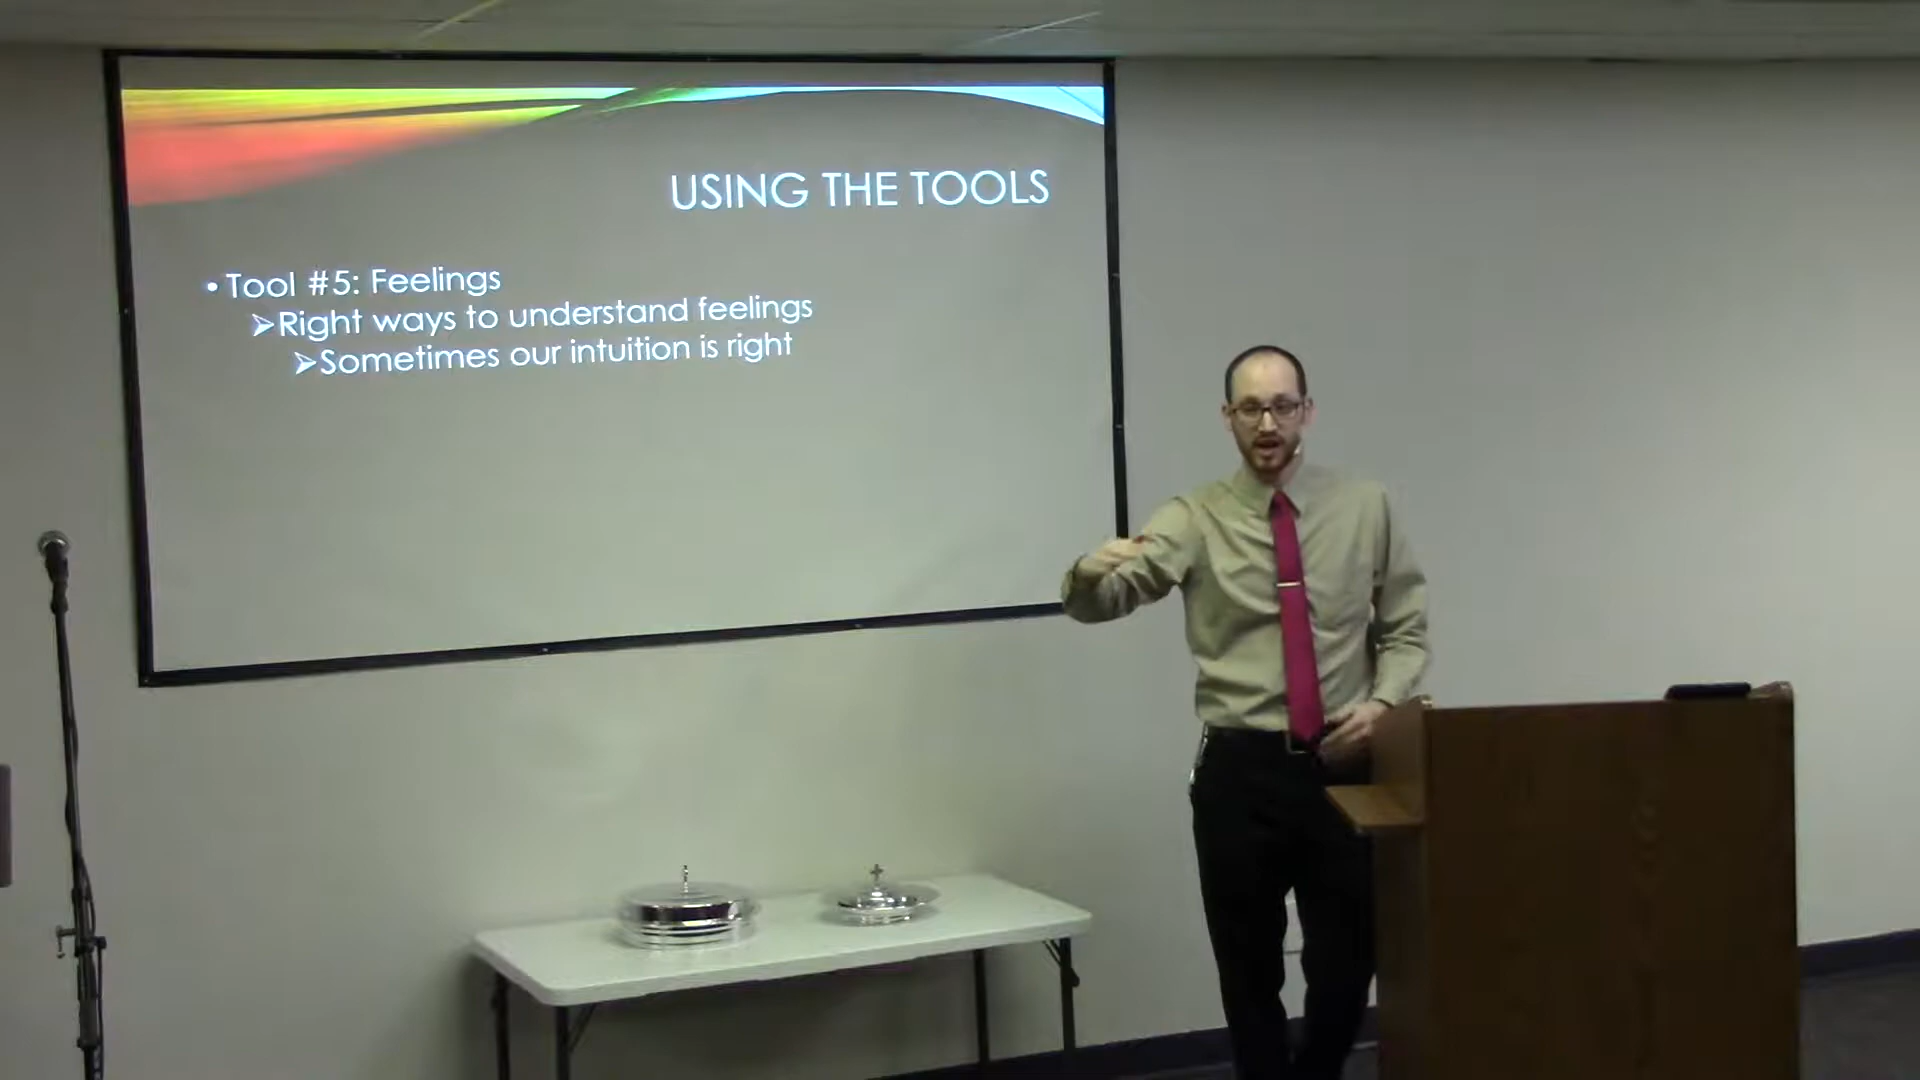 USING THE TOOLS
• Tool #5: Feelings
➢Right ways to understand feelings
➢Sometimes our intuition is right